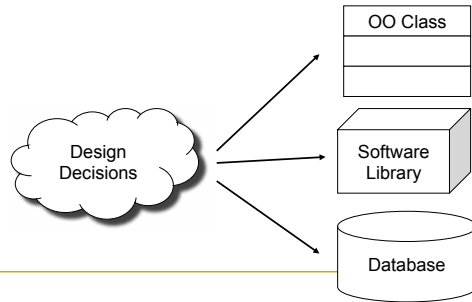 OO Class
Design
Decisions
Software
Library
Database